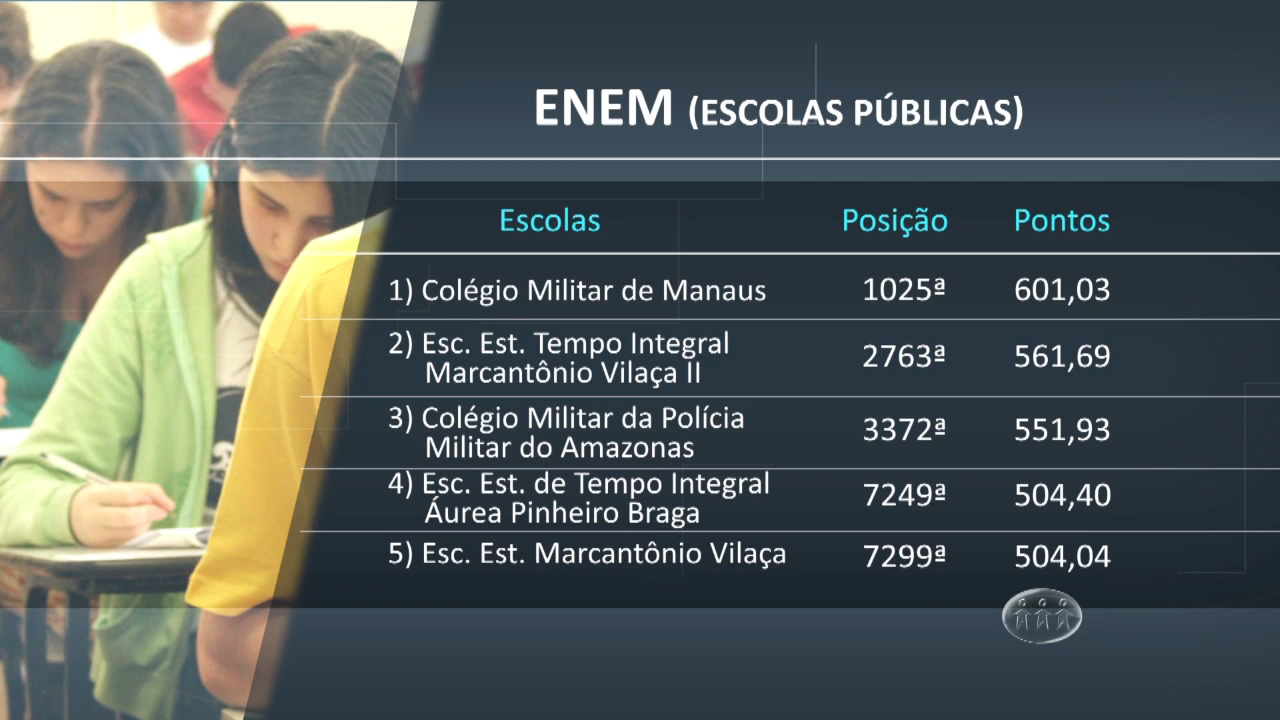 ENEM (ESCOLAS PÚBLICAS)
Escolas Posição Pontos
1) Colégio Militar de Manaus 1025ª 601,03
2) Esc. Est. Tempo Integral
Marcantônio Vilaça II 2763ª 561,69
3) Colégio Militar da Polícia
Militar do Amazonas 3372ª 551,93
4) Esc. Est. de Tempo Integral
Áurea Pinheiro Braga 7249ª 504,40
5) Esc. Est. Marcantônio Vilaça 7299ª 504,04